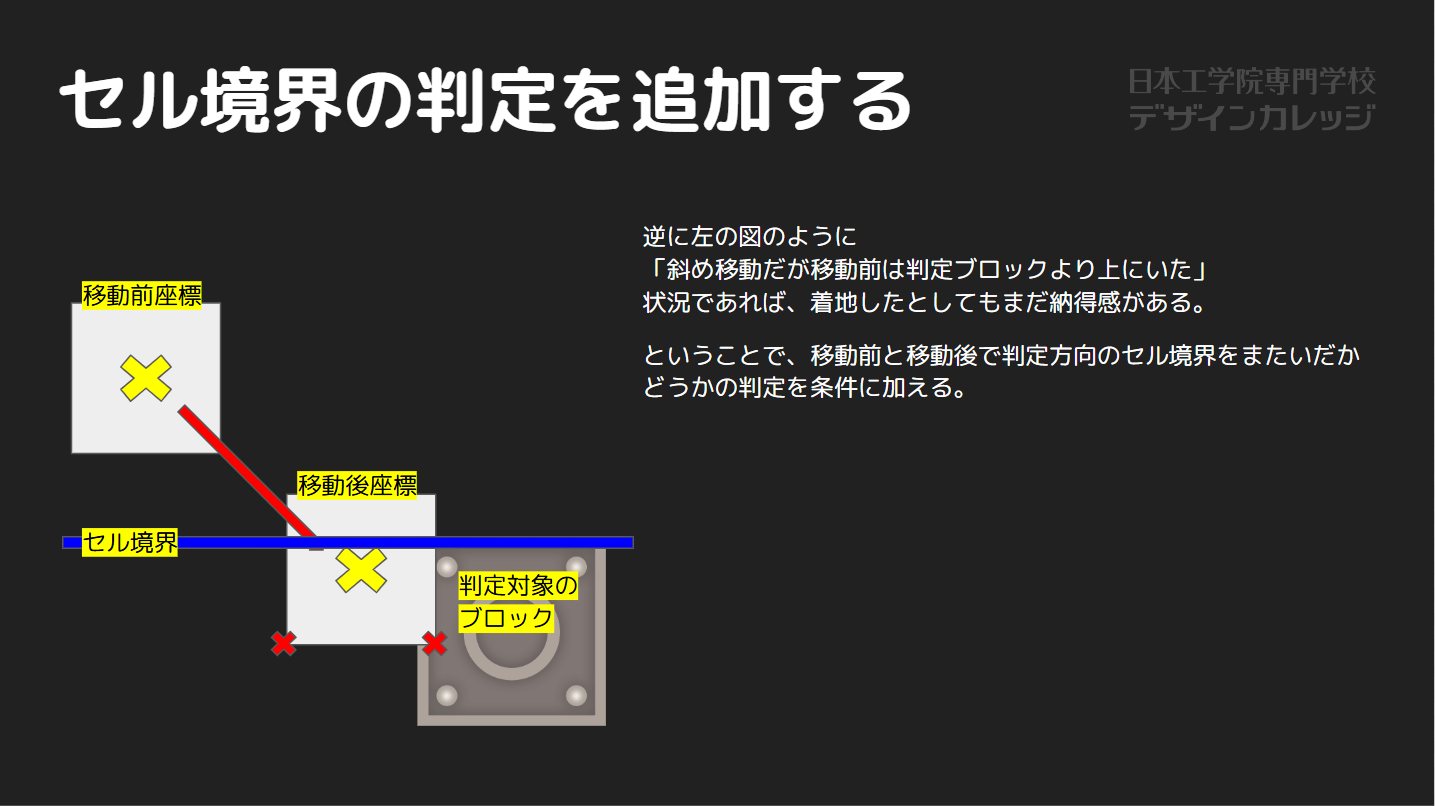 セル境界の判定を追加する
日本工学院専門学校
デザインカレッジ
逆に左の図のように
「斜め移動だが移動前は判定ブロックより上にいた」
状況であれば、着地したとしてもまだ納得感がある。
ということで、移動前と移動後で判定方向のセル境界をまたいだか
どうかの判定を条件に加える。
移動前座標
移動後座標
セル境界
判定対象の
ブロック